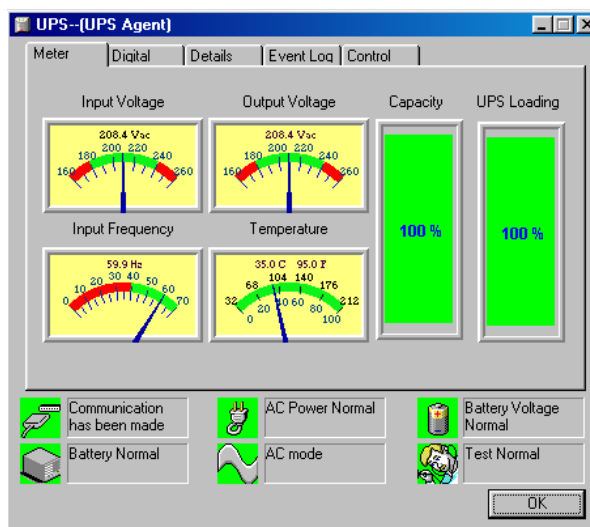 UPS--(UPS Agent)
Meter
Digital
Details
Event Log
Control
Input Voltage
Output Voltage
Capacity
UPS Loading
208.4 Vac
160 180 200 220 240 260
208.4 Vac
160 180 200 220 240 260
100 %
100 %
Input Frequency
Temperature
59.9 Hz
0 10 20 30 40 60 70
35.0 C 95.0 F
32 68 104 140 176 212
0 20 40 60 80 100
Communication
has been made
AC Power Normal
Battery Voltage
Normal
Battery Normal
AC mode
Test Normal
OK